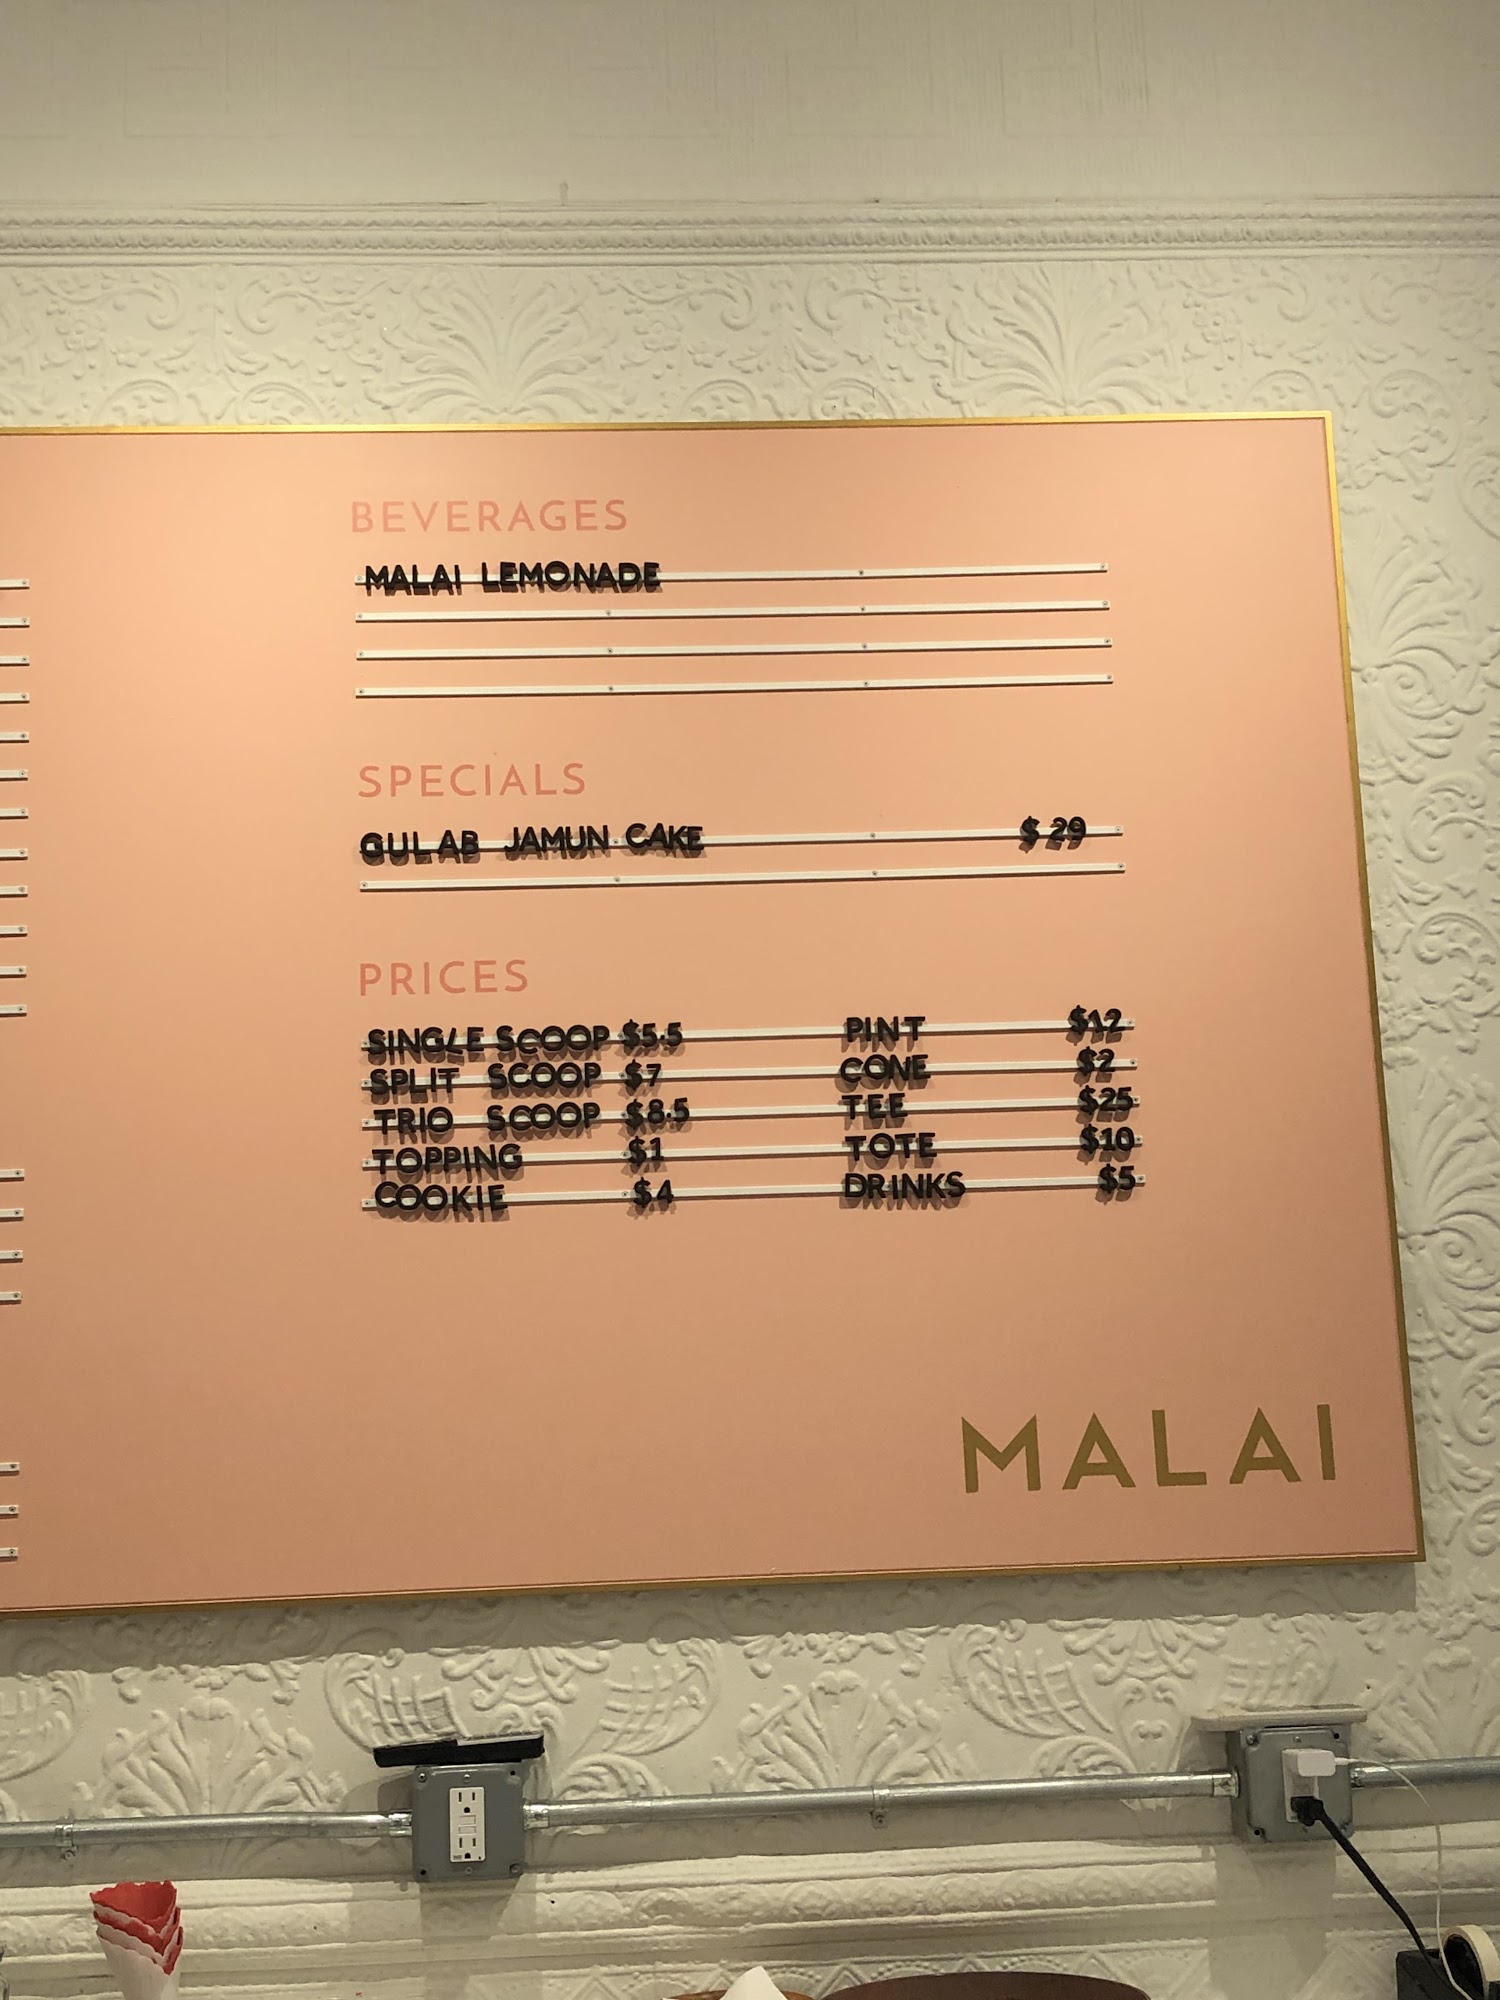 BEVERAGES
MALAI LEMONADE
SPECIALS
GULAB JAMUN CAKE $29
PRICES
SINGLE SCOOP $5.5 PINT $12
SPLIT SCOOP $7 CONE $2
TRIO SCOOP $8.5 TEE $25
TOPPING $1 TOTE $10
COOKIE $4 DRINKS $5
MALAI